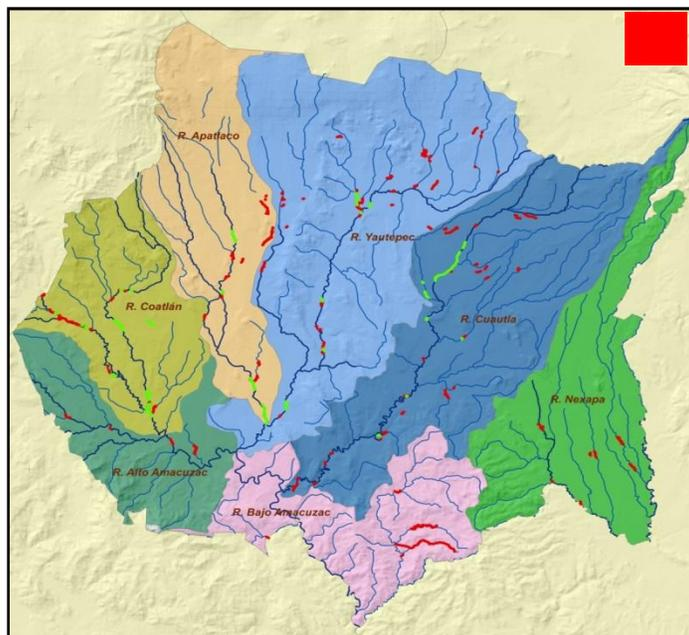 R. Apatlaco
R. Yautepec
R. Coatlán
R. Cuautla
R. Nexapa
R. Alto Amacuzac
R. Bajo Amacuzac